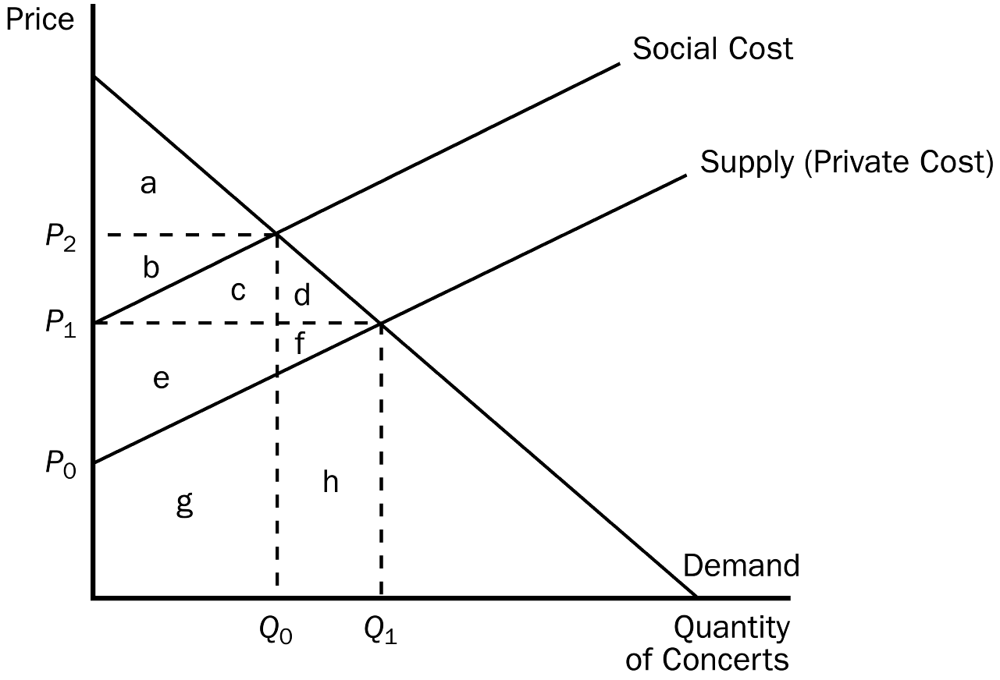 Price
Social Cost
Supply (Private Cost)
a
P2
b
c
d
P1
f
e
P0
h
g
Demand
Q0
Q1
Quantity
of Concerts